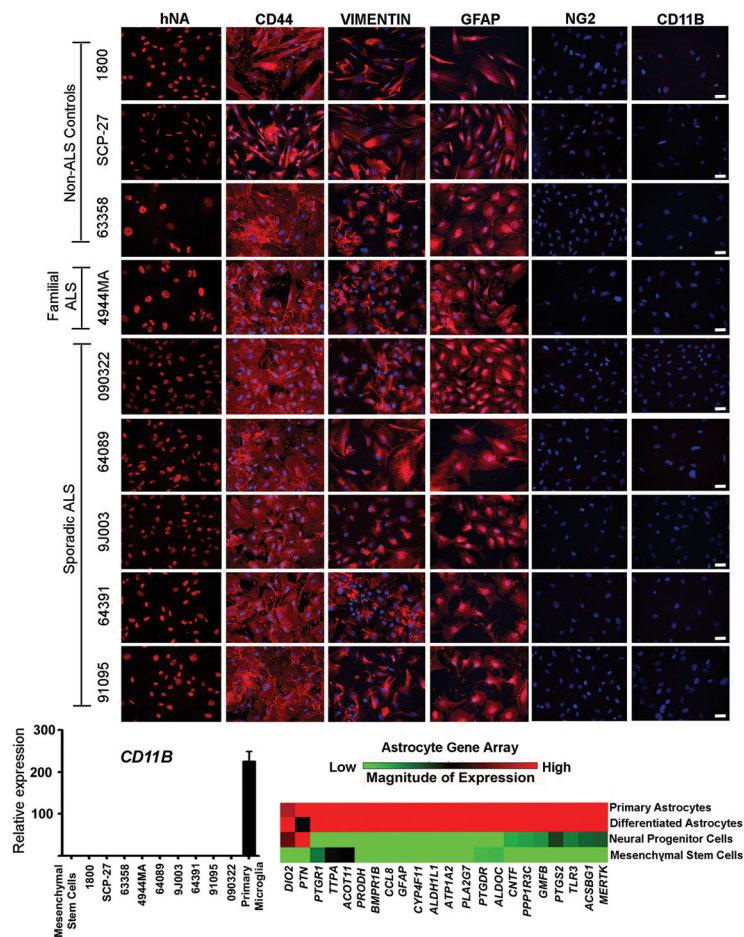 hNA CD44 VIMENTIN GFAP NG2 CD11B
Non-ALS Controls
1800
SCP-27
63358
Familial
ALS
4944MA
Sporadic ALS
090322
64089
9J003
64391
91095
Relative expression
300
200
100
CD11B
Mesenchymal
Stem Cells
1800
SCP-27
63358
4944MA
64089
9J003
64391
91095
090322
Primary
Microglia
Astrocyte Gene Array
Low High
Magnitude of Expression
Primary Astrocytes
Differentiated Astrocytes
Neural Progenitor Cells
Mesenchymal Stem Cells
DIO2
PTN
PTGR1
TTPA
ACOT11
PRODH
BMPR1B
CCL8
GFAP
CYP4F11
ALDH1L1
ATP1A2
PLA2G7
PTGDR
ALDOC
CNTF
PPP1R3C
GMFB
PTGS2
TLR3
ACSBG1
MERTK